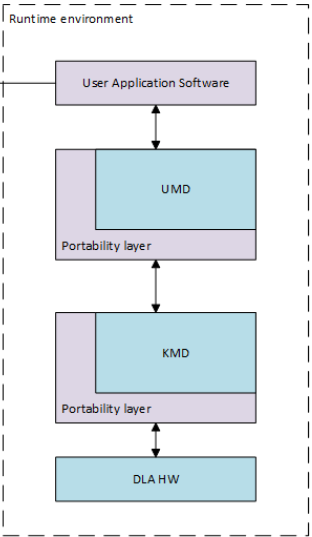 Runtime environment
User Application Software
UMD
Portability layer
KMD
Portability layer
DLA HW